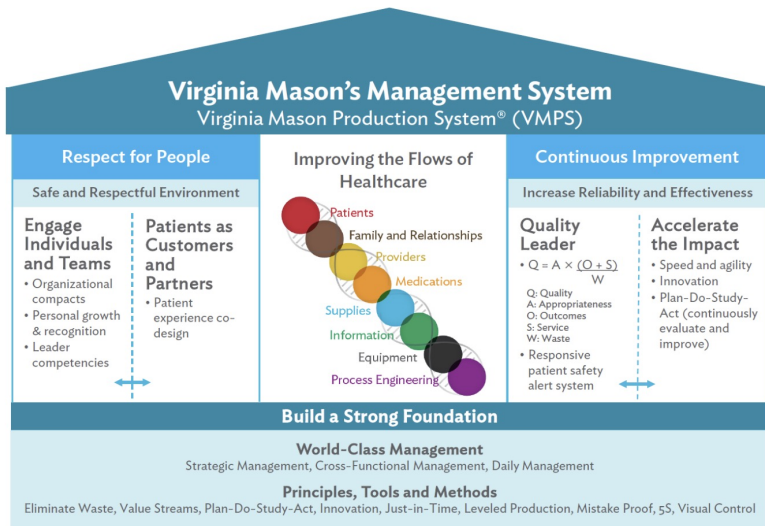 Virginia Mason's Management System
Virginia Mason Production System® (VMPS)
Respect for People
Safe and Respectful Environment
Engage
Individuals
and Teams
• Organizational
compacts
• Personal growth
& recognition
• Leader
competencies
Patients as
Customers
and
Partners
• Patient
experience co-
design
Improving the Flows of
Healthcare
Patients
Family and Relationships
Providers
Medications
Supplies
Information
Equipment
Process Engineering
Continuous Improvement
Increase Reliability and Effectiveness
Quality
Leader
• Q = A × (O + S)
W
Q: Quality
A: Appropriateness
O: Outcomes
S: Service
W: Waste
• Responsive
patient safety
alert system
Accelerate
the Impact
• Speed and agility
• Innovation
• Plan-Do-Study-
Act (continuously
evaluate and
improve)
Build a Strong Foundation
World-Class Management
Strategic Management, Cross-Functional Management, Daily Management
Principles, Tools and Methods
Eliminate Waste, Value Streams, Plan-Do-Study-Act, Innovation, Just-in-Time, Leveled Production, Mistake Proof, 5S, Visual Control